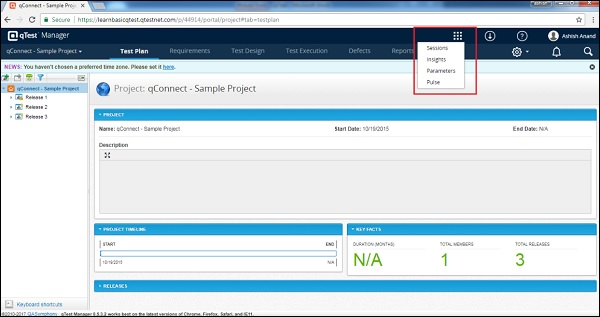 qConnect - Sample Proje
Ashish
Secure https://learnbasicqtest.qtestnet.com/p/44914/portal/project#tab=testplan
qTest Manager
Ashish Anand
qConnect - Sample Project
Test Plan Requirements Test Design Test Execution Defects Reports
Sessions
Insights
Parameters
Pulse
NEWS: You haven't chosen a preferred time zone. Please set it here.
qConnect - Sample Project
Release 1
Release 2
Release 3
Project: qConnect - Sample Project
PROJECT
Name: qConnect - Sample Project Start Date: 10/19/2015 End Date: N/A
Description
PROJECT TIMELINE
START END
10/19/2015 N/A
KEY FACTS
DURATION (MONTHS) TOTAL MEMBERS TOTAL RELEASES
N/A 1 3
RELEASES
Keyboard shortcuts
©2010-2017 QASymphony qTest Manager 8.5.3.2 works best on the latest versions of Chrome, Firefox, Safari, and IE11.